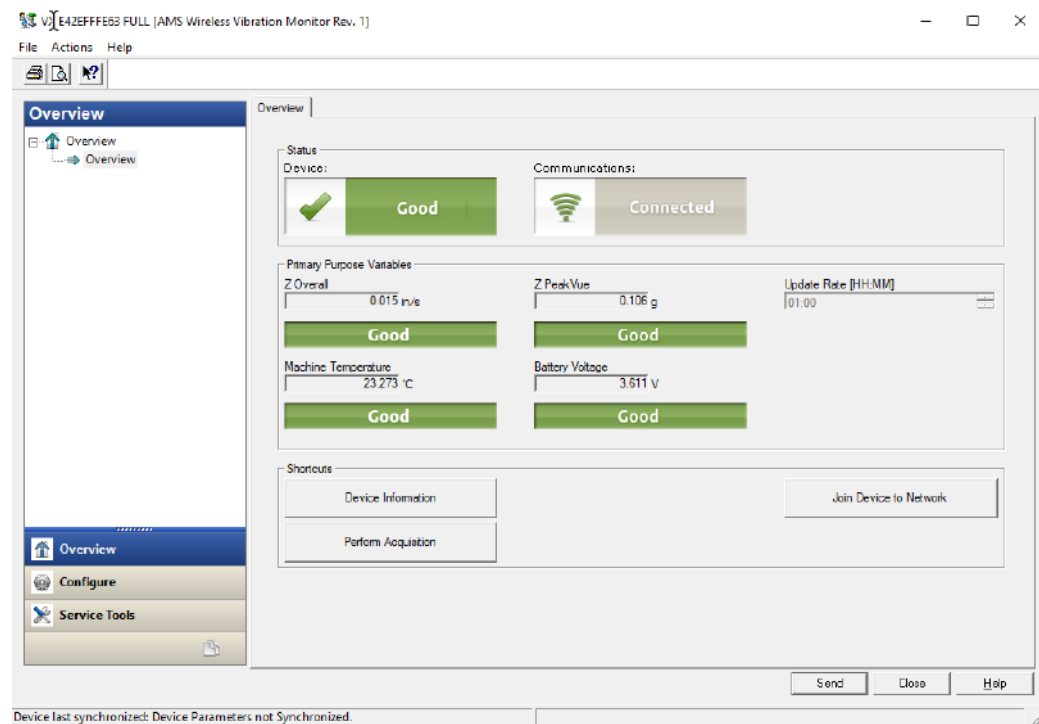 E42EFFFE63 FULL [AMS Wireless Vibration Monitor Rev. 1]
File Actions Help
Overview
Overview
Overview
Overview
Status
Device:
Good
Communications:
Connected
Primary Purpose Variables
Z Overall
0.015 in/s
Good
Z PeakVue
0.106 g
Good
Update Rate [HH:MM]
01:00
Machine Temperature
23.273 °C
Good
Battery Voltage
3.611 V
Good
Shortcuts
Device Information
Join Device to Network
Perform Acquisition
Overview
Configure
Service Tools
Send Close Help
Device last synchronized: Device Parameters not Synchronized.